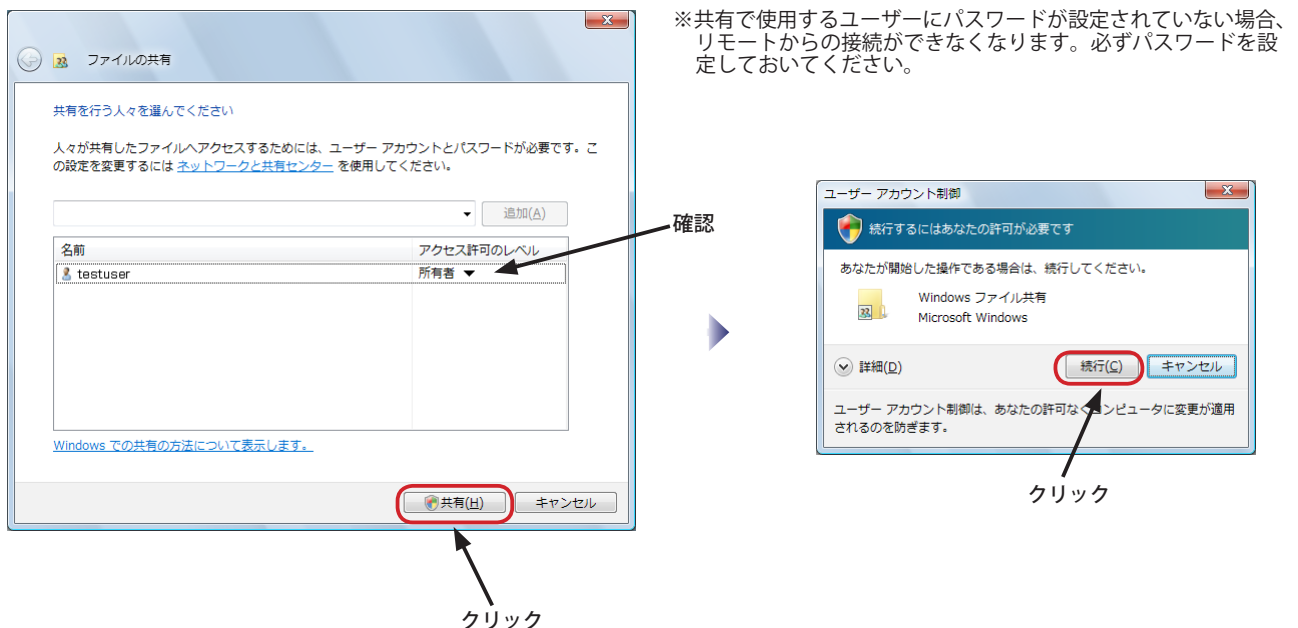 ※共有で使用するユーザーにパスワードが設定されていない場合、
リモートからの接続ができなくなります。必ずパスワードを設
定しておいてください。
ファイルの共有
共有を行う人々を選んでください
人々が共有したファイルへアクセスするためには、ユーザー アカウントとパスワードが必要です。こ
の設定を変更するには ネットワークと共有センター を使用してください。
追加(A)
確認
名前 アクセス許可のレベル
testuser 所有者
Windows での共有の方法について表示します。
共有(H) キャンセル
クリック
ユーザー アカウント制御
続行するにはあなたの許可が必要です
あなたが開始した操作である場合は、続行してください。
Windows ファイル共有
Microsoft Windows
詳細(D) 続行(C) キャンセル
ユーザー アカウント制御は、あなたの許可なくコンピュータに変更が適用
されるのを防ぎます。
クリック